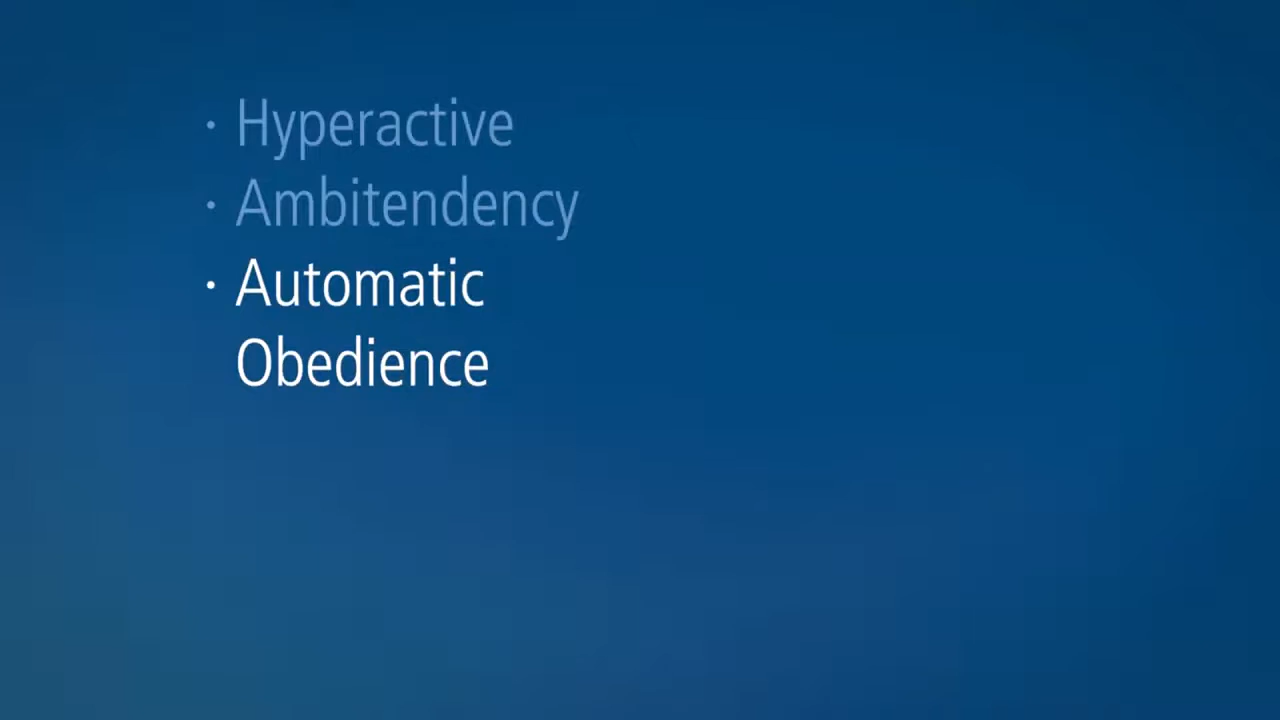 · Hyperactive
· Ambitendency
· Automatic
Obedience